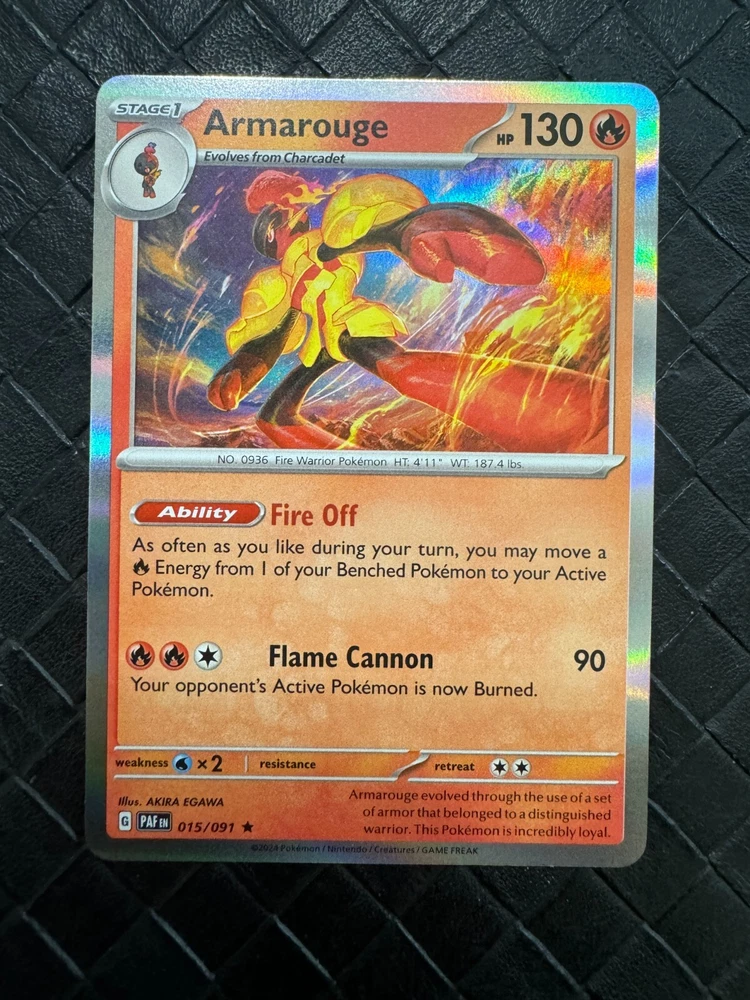 STAGE 1
Armarouge
HP 130
Evolves from Charcadet
NO. 0936 Fire Warrior Pokémon HT: 4'11" WT: 187.4 lbs.
Ability Fire Off
As often as you like during your turn, you may move a
Energy from 1 of your Benched Pokémon to your Active
Pokémon.
Flame Cannon 90
Your opponent's Active Pokémon is now Burned.
weakness ×2 resistance retreat
Illus. AKIRA EGAWA
G PAF EN 015/091
Armarouge evolved through the use of a set
of armor that belonged to a distinguished
warrior. This Pokémon is incredibly loyal.
©2024 Pokémon / Nintendo / Creatures / GAME FREAK